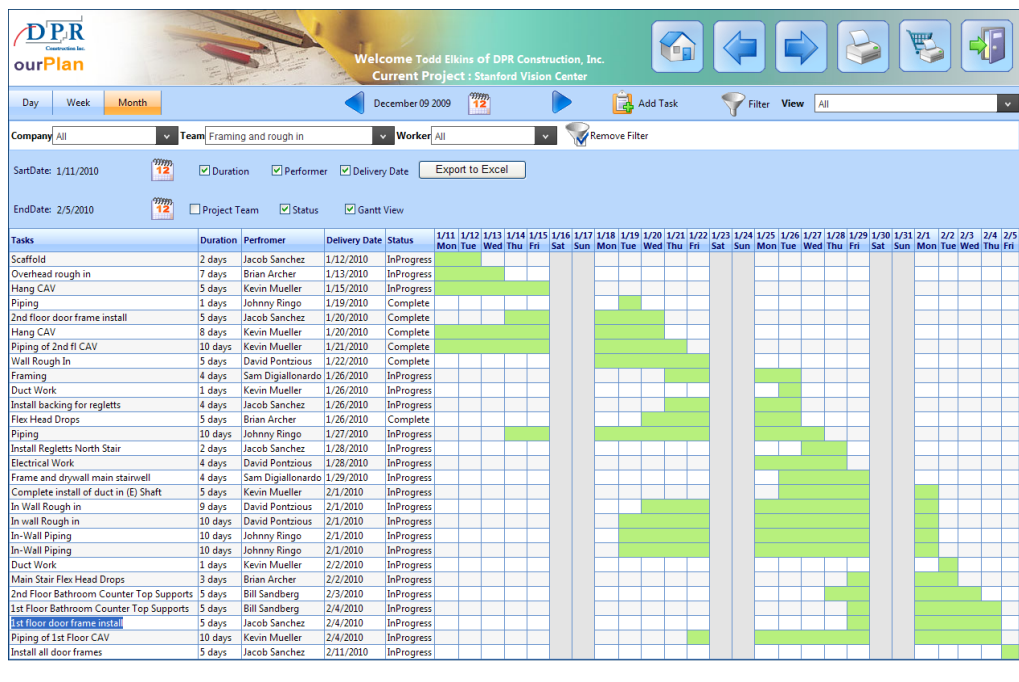 DPR
Construction Inc.
ourPlan
Welcome Todd Elkins of DPR Construction, Inc.
Current Project : Stanford Vision Center
Day Week Month December 09 2009 12 Add Task Filter View All
Company All Team Framing and rough in Worker All Remove Filter
SartDate: 1/11/2010 12 Duration Performer Delivery Date Export to Excel
EndDate: 2/5/2010 12 Project Team Status Gantt View
1/11 1/12 1/13 1/14 1/15 1/16 1/17 1/18 1/19 1/20 1/21 1/22 1/23 1/24 1/25 1/26 1/27 1/28 1/29 1/30 1/31 2/1 2/2 2/3 2/4 2/5
Tasks Duration Perfromer Delivery Date Status Mon Tue Wed Thu Fri Sat Sun Mon Tue Wed Thu Fri Sat Sun Mon Tue Wed Thu Fri Sat Sun Mon Tue Wed Thu Fri
Scaffold 2 days Jacob Sanchez 1/12/2010 InProgress
Overhead rough in 7 days Brian Archer 1/13/2010 InProgress
Hang CAV 5 days Kevin Mueller 1/15/2010 InProgress
Piping 1 days Johnny Ringo 1/19/2010 Complete
2nd floor door frame install 5 days Jacob Sanchez 1/20/2010 Complete
Hang CAV 8 days Kevin Mueller 1/20/2010 Complete
Piping of 2nd fl CAV 10 days Kevin Mueller 1/21/2010 Complete
Wall Rough In 5 days David Pontzious 1/22/2010 Complete
Framing 4 days Sam Digiallonardo 1/26/2010 InProgress
Duct Work 1 days Kevin Mueller 1/26/2010 InProgress
Install backing for regletts 4 days Jacob Sanchez 1/26/2010 InProgress
Flex Head Drops 5 days Brian Archer 1/26/2010 Complete
Piping 10 days Johnny Ringo 1/27/2010 InProgress
Install Regletts North Stair 2 days Jacob Sanchez 1/28/2010 InProgress
Electrical Work 4 days David Pontzious 1/28/2010 InProgress
Frame and drywall main stairwell 4 days Sam Digiallonardo 1/29/2010 InProgress
Complete install of duct in (E) Shaft 5 days Kevin Mueller 2/1/2010 InProgress
In Wall Rough in 9 days David Pontzious 2/1/2010 InProgress
In wall Rough in 10 days David Pontzious 2/1/2010 InProgress
In-Wall Piping 10 days Johnny Ringo 2/1/2010 InProgress
In-Wall Piping 10 days Johnny Ringo 2/1/2010 InProgress
Duct Work 1 days Kevin Mueller 2/2/2010 InProgress
Main Stair Flex Head Drops 3 days Brian Archer 2/2/2010 InProgress
2nd Floor Bathroom Counter Top Supports 5 days Bill Sandberg 2/3/2010 InProgress
1st Floor Bathroom Counter Top Supports 5 days Bill Sandberg 2/4/2010 InProgress
1st floor door frame install 5 days Jacob Sanchez 2/4/2010 InProgress
Piping of 1st Floor CAV 10 days Kevin Mueller 2/4/2010 InProgress
Install all door frames 5 days Jacob Sanchez 2/11/2010 InProgress